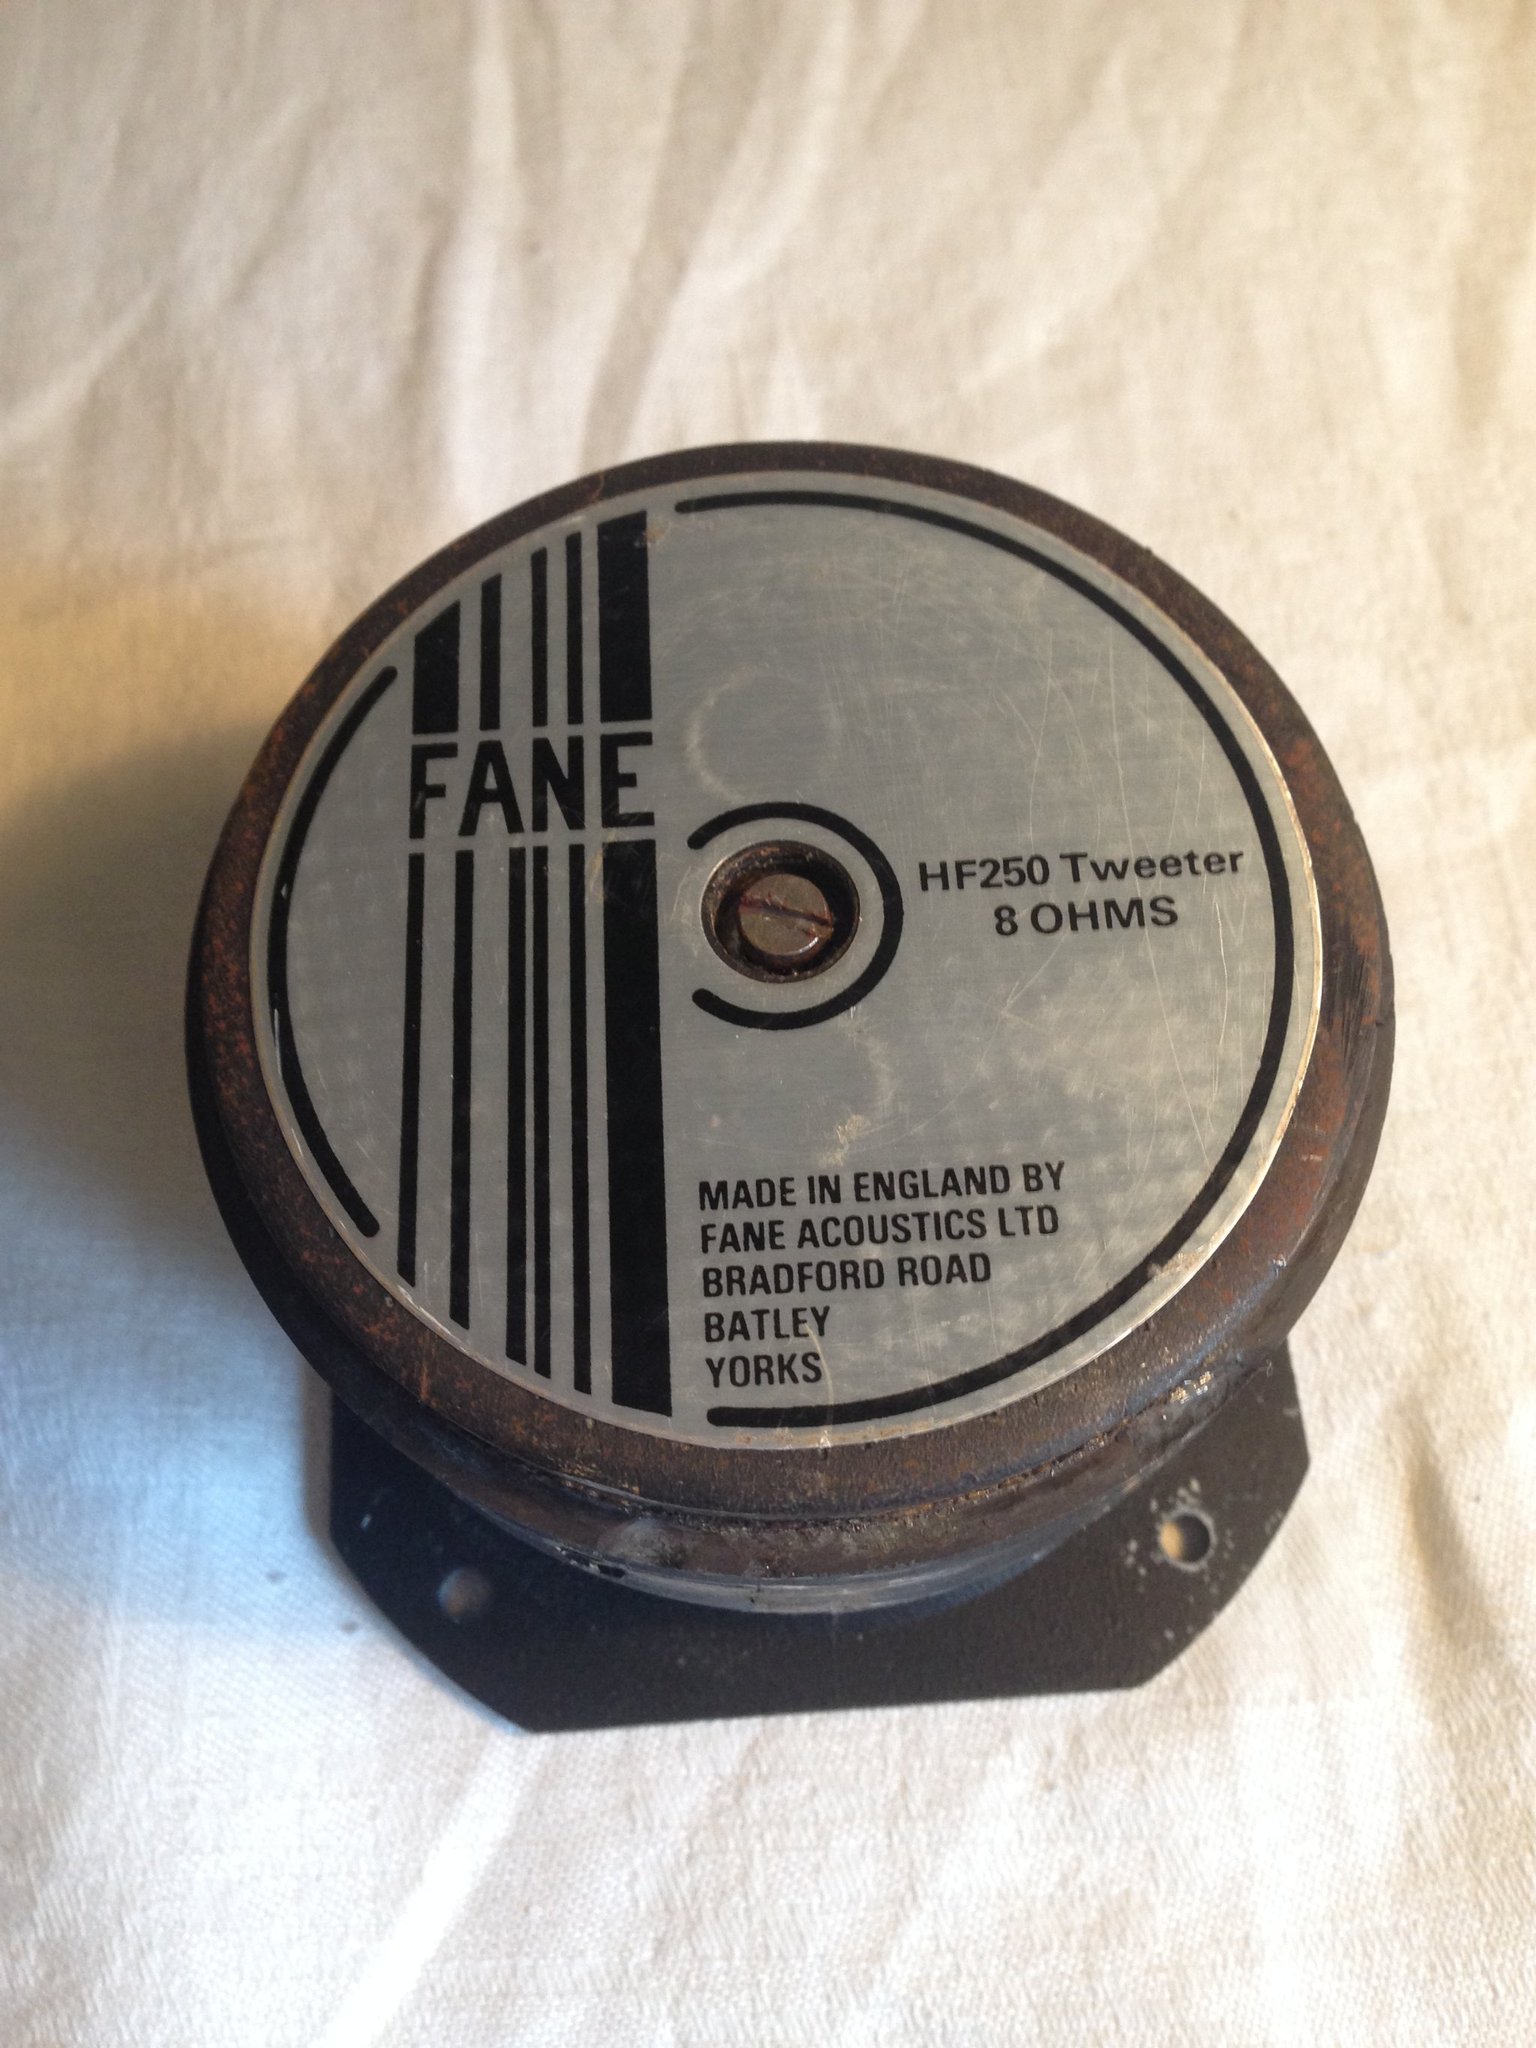 FANE
HF250 Tweeter
8 OHMS
MADE IN ENGLAND BY
FANE ACOUSTICS LTD
BRADFORD ROAD
BATLEY
YORKS